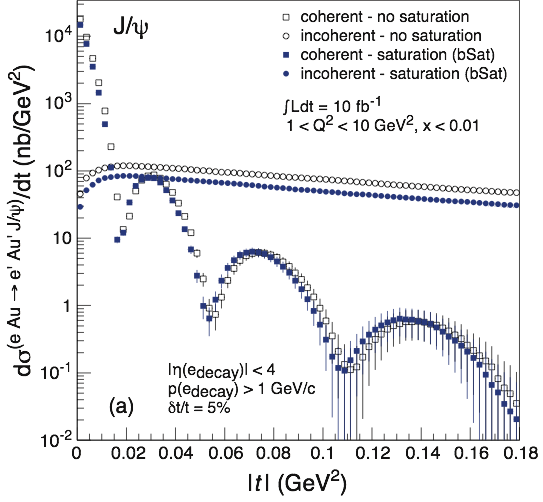 J/ψ
coherent - no saturation
incoherent - no saturation
coherent - saturation (bSat)
incoherent - saturation (bSat)
∫Ldt = 10 fb⁻¹
1 < Q² < 10 GeV², x < 0.01
|η(e_decay)| < 4
p(e_decay) > 1 GeV/c
δt/t = 5%
(a)
dσ(e Au → e' Au' J/ψ)/dt (nb/GeV²)
10⁴
10³
10²
10
1
10⁻¹
10⁻²
0 0.02 0.04 0.06 0.08 0.1 0.12 0.14 0.16 0.18
|t| (GeV²)